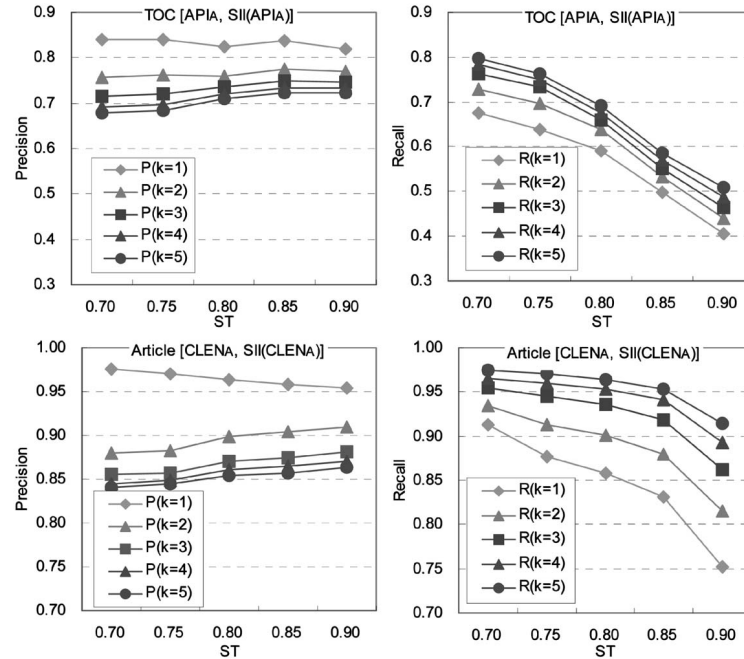 TOC [APIA, SII(APIA)]
0.9
0.8
0.7
0.6
0.5
0.4
0.3
Precision
P(k=1)
P(k=2)
P(k=3)
P(k=4)
P(k=5)
0.70 0.75 0.80 0.85 0.90
ST
TOC [APIA, SII(APIA)]
0.9
0.8
0.7
0.6
0.5
0.4
0.3
Recall
R(k=1)
R(k=2)
R(k=3)
R(k=4)
R(k=5)
0.70 0.75 0.80 0.85 0.90
ST
Article [CLENA, SII(CLENA)]
1.00
0.95
0.90
0.85
0.80
0.75
0.70
Precision
P(k=1)
P(k=2)
P(k=3)
P(k=4)
P(k=5)
0.70 0.75 0.80 0.85 0.90
ST
Article [CLENA, SII(CLENA)]
1.00
0.95
0.90
0.85
0.80
0.75
0.70
Recall
R(k=1)
R(k=2)
R(k=3)
R(k=4)
R(k=5)
0.70 0.75 0.80 0.85 0.90
ST